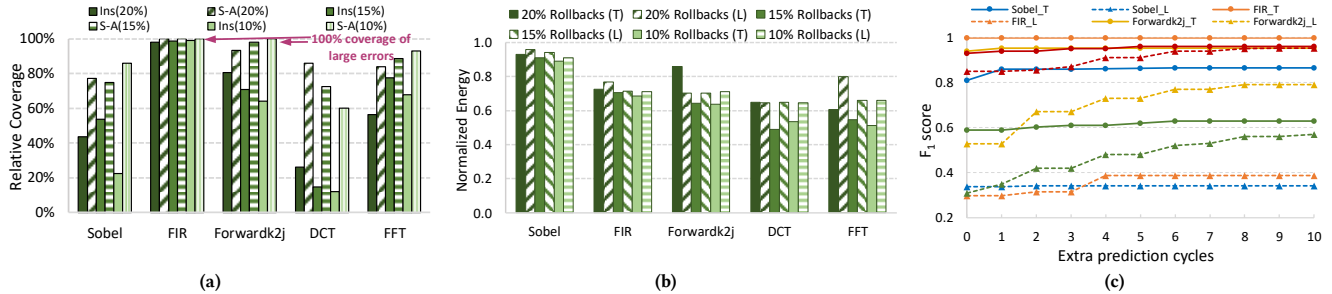 Ins(20%) S-A(20%) Ins(15%)
S-A(15%) Ins(10%) S-A(10%)
100% coverage of
large errors
Relative Coverage
100%
80%
60%
40%
20%
0%
Sobel FIR Forwardk2j DCT FFT
(a)
20% Rollbacks (T) 20% Rollbacks (L) 15% Rollbacks (T)
15% Rollbacks (L) 10% Rollbacks (T) 10% Rollbacks (L)
Normalized Energy
1.0
0.8
0.6
0.4
0.2
0.0
Sobel FIR Forwardk2j DCT FFT
(b)
Sobel_T Sobel_L FIR_T
FIR_L Forwardk2j_T Forwardk2j_L
F1 score
1
0.8
0.6
0.4
0.2
0 1 2 3 4 5 6 7 8 9 10
Extra prediction cycles
(c)